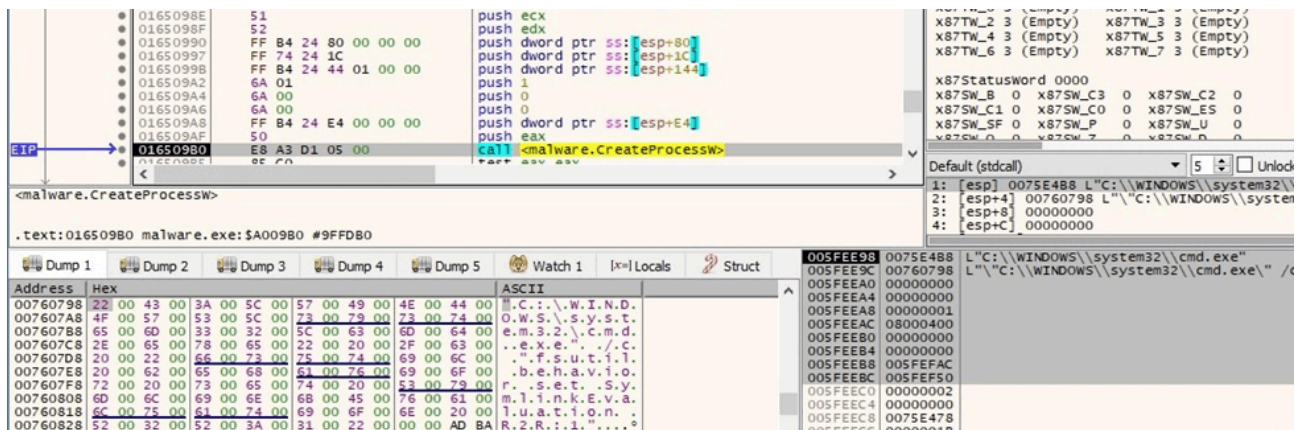 0165098E 51 push ecx
0165098F 52 push edx
01650990 FF B4 24 80 00 00 00 push dword ptr ss:[esp+80]
01650997 FF 74 24 1C push dword ptr ss:[esp+1C]
0165099B FF B4 24 44 01 00 00 push dword ptr ss:[esp+144]
016509A2 6A 01 push 1
016509A4 6A 00 push 0
016509A6 6A 00 push 0
016509A8 FF B4 24 E4 00 00 00 push dword ptr ss:[esp+E4]
016509AF 50 push eax
EIP 016509B0 E8 A3 D1 05 00 call <malware.CreateProcessW>
<malware.CreateProcessW>
.text:016509B0 malware.exe:$A009B0 #9FFDB0
x87TW_2 3 (Empty) x87TW_3 3 (Empty)
x87TW_4 3 (Empty) x87TW_5 3 (Empty)
x87TW_6 3 (Empty) x87TW_7 3 (Empty)
x87StatusWord 0000
x87SW_B 0 x87SW_C3 0 x87SW_C2 0
x87SW_C1 0 x87SW_C0 0 x87SW_ES 0
x87SW_SF 0 x87SW_P 0 x87SW_U 0
Default (stdcall) 5 Unlock
1: [esp] 0075E4B8 L"C:\\WINDOWS\\system32\\
2: [esp+4] 00760798 L"\"C:\\WINDOWS\\system
3: [esp+8] 00000000
4: [esp+C] 00000000
Dump 1 Dump 2 Dump 3 Dump 4 Dump 5 Watch 1 [x=] Locals Struct
Address Hex ASCII
00760798 22 00 43 00 3A 00 5C 00 57 00 49 00 4E 00 44 00 ".C.:.\.W.I.N.D.
007607A8 4F 00 57 00 53 00 5C 00 73 00 79 00 73 00 74 00 O.W.S.\.s.y.s.t.
007607B8 65 00 6D 00 33 00 32 00 5C 00 63 00 6D 00 64 00 e.m.3.2.\.c.m.d.
007607C8 2E 00 65 00 78 00 65 00 22 00 20 00 2F 00 63 00 ..e.x.e.". ./.c.
007607D8 20 00 22 00 66 00 73 00 75 00 74 00 69 00 6C 00  .".f.s.u.t.i.l.
007607E8 20 00 62 00 65 00 68 00 61 00 76 00 69 00 6F 00  .b.e.h.a.v.i.o.
007607F8 72 00 20 00 73 00 65 00 74 00 20 00 53 00 79 00 r. .s.e.t. .S.y.
00760808 6D 00 6C 00 69 00 6E 00 6B 00 45 00 76 00 61 00 m.l.i.n.k.E.v.a.
00760818 6C 00 75 00 61 00 74 00 69 00 6F 00 6E 00 20 00 l.u.a.t.i.o.n. .
00760828 52 00 32 00 52 00 3A 00 31 00 22 00 00 00 AD BA R.2.R.:.1."....º
005FEE98 0075E4B8 L"C:\\WINDOWS\\system32\\cmd.exe"
005FEE9C 00760798 L"\"C:\\WINDOWS\\system32\\cmd.exe\" /c
005FEEA0 00000000
005FEEA4 00000000
005FEEA8 00000001
005FEEAC 08000400
005FEEB0 00000000
005FEEB4 00000000
005FEEB8 005FEFAC
005FEEBC 005FEF50
005FEEC0 00000002
005FEEC4 00000000
005FEEC8 0075E478